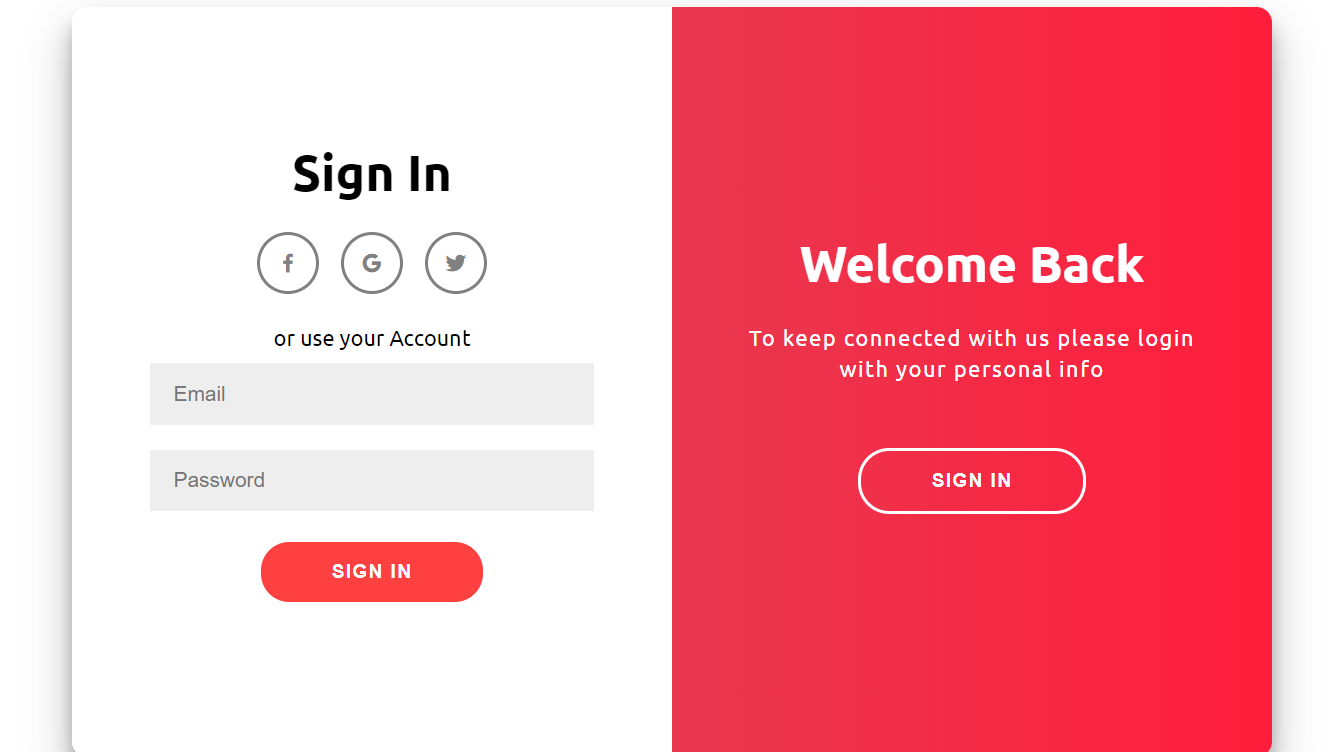 Sign In
or use your Account
Email
Password
SIGN IN
Welcome Back
To keep connected with us please login
with your personal info
SIGN IN